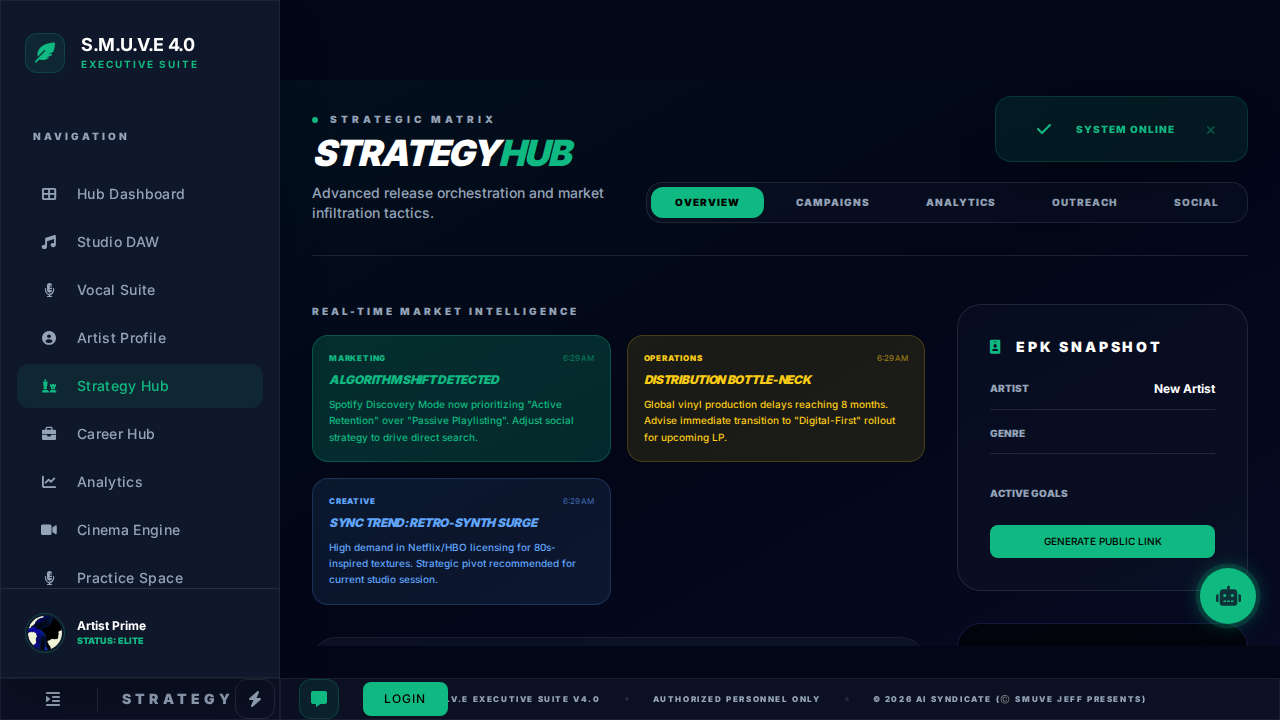 S.M.U.V.E 4.0
EXECUTIVE SUITE
NAVIGATION
Hub Dashboard
Studio DAW
Vocal Suite
Artist Profile
Strategy Hub
Career Hub
Analytics
Cinema Engine
Practice Space
Artist Prime
STATUS: ELITE
STRATEGIC MATRIX
STRATEGYHUB
Advanced release orchestration and market
infiltration tactics.
SYSTEM ONLINE
OVERVIEW
CAMPAIGNS
ANALYTICS
OUTREACH
SOCIAL
REAL-TIME MARKET INTELLIGENCE
MARKETING
6:29 AM
ALGORITHM SHIFT DETECTED
Spotify Discovery Mode now prioritizing "Active
Retention" over "Passive Playlisting". Adjust social
strategy to drive direct search.
OPERATIONS
6:29 AM
DISTRIBUTION BOTTLE-NECK
Global vinyl production delays reaching 8 months.
Advise immediate transition to "Digital-First" rollout
for upcoming LP.
CREATIVE
6:29 AM
SYNC TREND: RETRO-SYNTH SURGE
High demand in Netflix/HBO licensing for 80s-
inspired textures. Strategic pivot recommended for
current studio session.
EPK SNAPSHOT
ARTIST
New Artist
GENRE
ACTIVE GOALS
GENERATE PUBLIC LINK
STRATEGY
LOGIN
.V.E EXECUTIVE SUITE V4.0
AUTHORIZED PERSONNEL ONLY
© 2026 AI SYNDICATE (Ⓒ SMUVE JEFF PRESENTS)